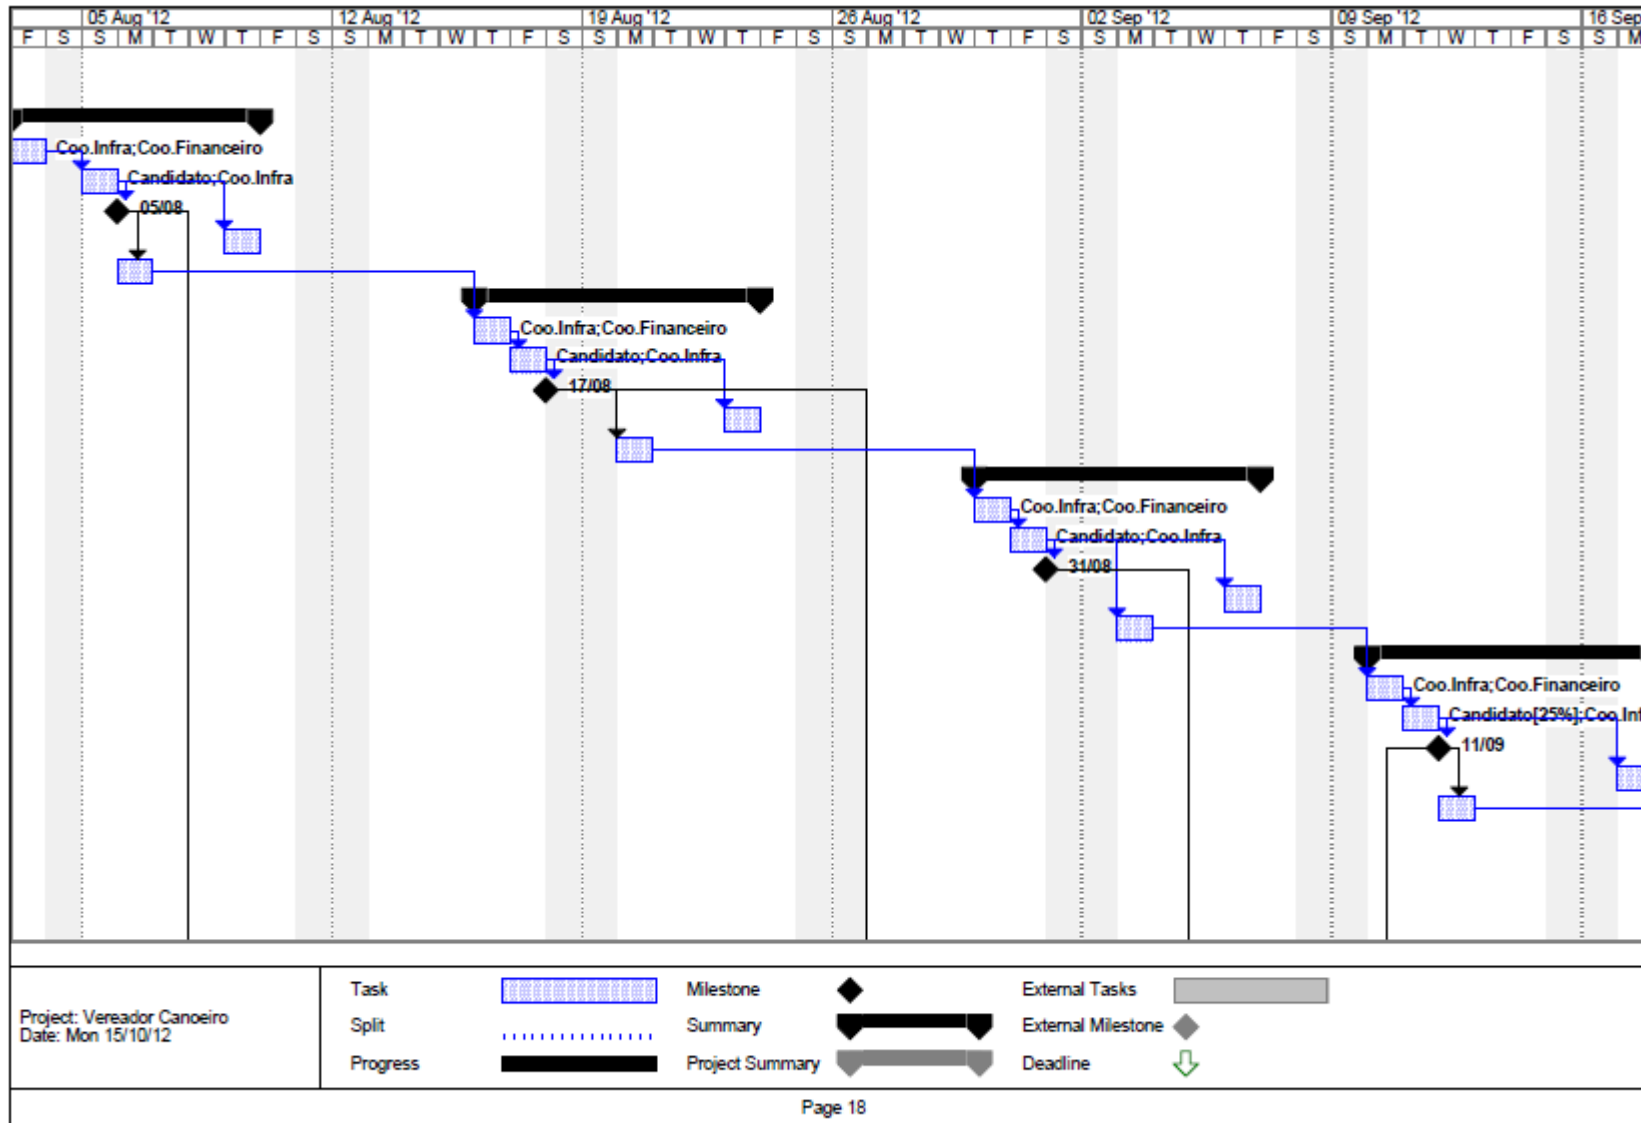 05 Aug '12 12 Aug '12 19 Aug '12 26 Aug '12 02 Sep '12 09 Sep '12 16 Sep
F S S M T W T F S S M T W T F S S M T W T F S S M T W T F S S M T W T F S S M T W T F S S M
Coo.Infra;Coo.Financeiro
Candidato;Coo.Infra
05/08
Coo.Infra;Coo.Financeiro
Candidato;Coo.Infra
17/08
Coo.Infra;Coo.Financeiro
Candidato;Coo.Infra
31/08
Coo.Infra;Coo.Financeiro
Candidato[25%];Coo.Inf
11/09
Project: Vereador Canoeiro
Date: Mon 15/10/12
Task Milestone External Tasks
Split Summary External Milestone
Progress Project Summary Deadline
Page 18